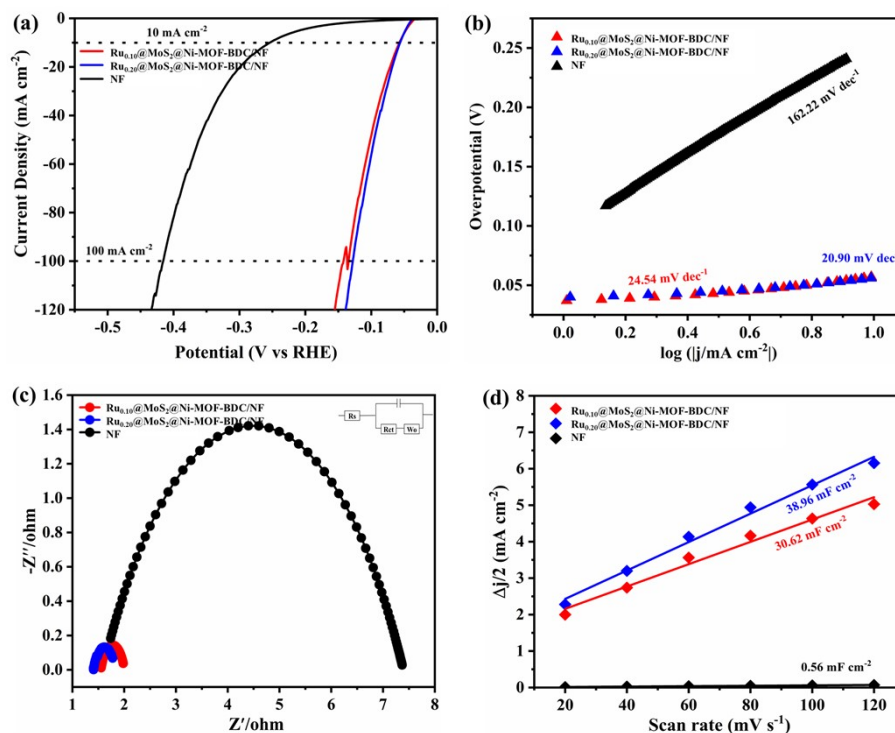 (a)
10 mA cm⁻²
Ru₀.₁₀@MoS₂@Ni-MOF-BDC/NF
Ru₀.₂₀@MoS₂@Ni-MOF-BDC/NF
NF
100 mA cm⁻²
Current Density (mA cm⁻²)
0
-20
-40
-60
-80
-100
-120
-0.5
-0.4
-0.3
-0.2
-0.1
0.0
Potential (V vs RHE)
(b)
Ru₀.₁₀@MoS₂@Ni-MOF-BDC/NF
Ru₀.₂₀@MoS₂@Ni-MOF-BDC/NF
NF
162.22 mV dec⁻¹
24.54 mV dec⁻¹
20.90 mV dec
Overpotential (V)
0.25
0.20
0.15
0.10
0.05
0.0
0.2
0.4
0.6
0.8
1.0
log (|j/mA cm⁻²|)
(c)
Ru₀.₁₀@MoS₂@Ni-MOF-BDC/NF
Ru₀.₂₀@MoS₂@Ni-MOF-BDC/NF
NF
Rs
Rct
Wo
-Z''/ohm
1.6
1.4
1.2
1.0
0.8
0.6
0.4
0.2
0.0
1
2
3
4
5
6
7
8
Z'/ohm
(d)
Ru₀.₁₀@MoS₂@Ni-MOF-BDC/NF
Ru₀.₂₀@MoS₂@Ni-MOF-BDC/NF
NF
38.96 mF cm⁻²
30.62 mF cm⁻²
0.56 mF cm⁻²
Δj/2 (mA cm⁻²)
8
7
6
5
4
3
2
1
0
20
40
60
80
100
120
Scan rate (mV s⁻¹)